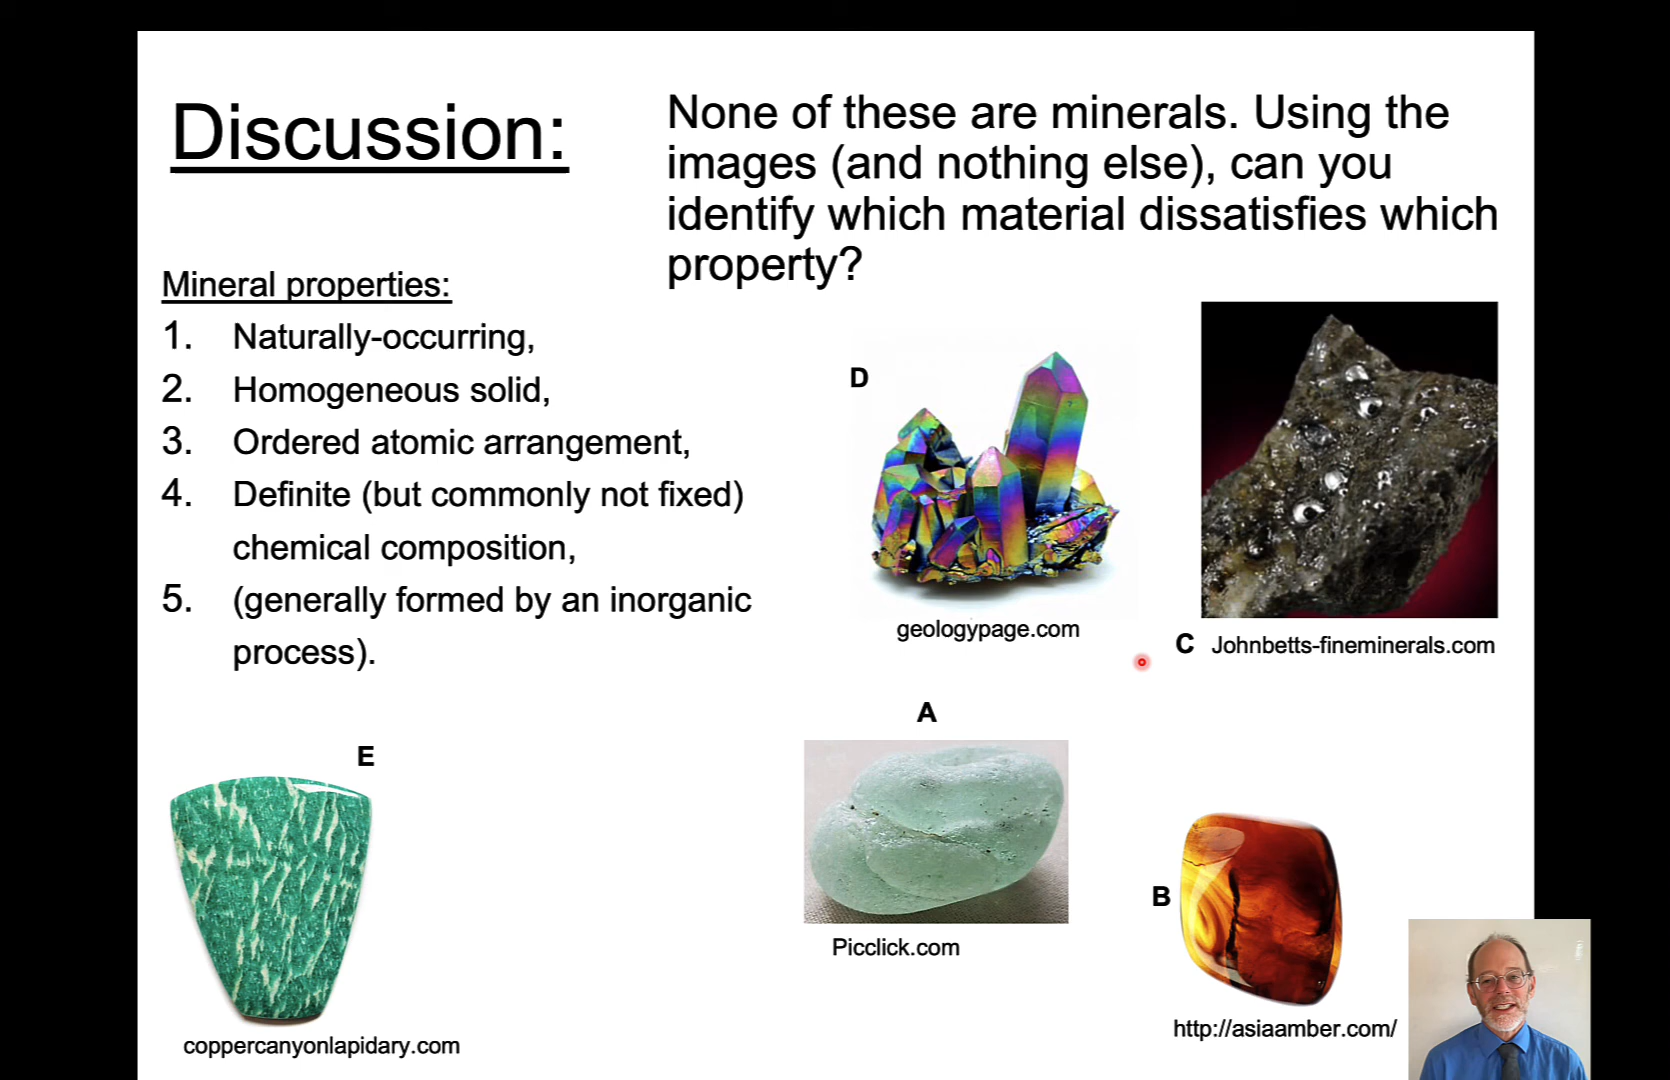 Discussion:
None of these are minerals. Using the
images (and nothing else), can you
identify which material dissatisfies which
property?
Mineral properties:
1. Naturally-occurring,
2. Homogeneous solid,
3. Ordered atomic arrangement,
4. Definite (but commonly not fixed)
chemical composition,
5. (generally formed by an inorganic
process).
D
geologypage.com
C Johnbetts-fineminerals.com
A
Picclick.com
B
http://asiaamber.com/
E
coppercanyonlapidary.com